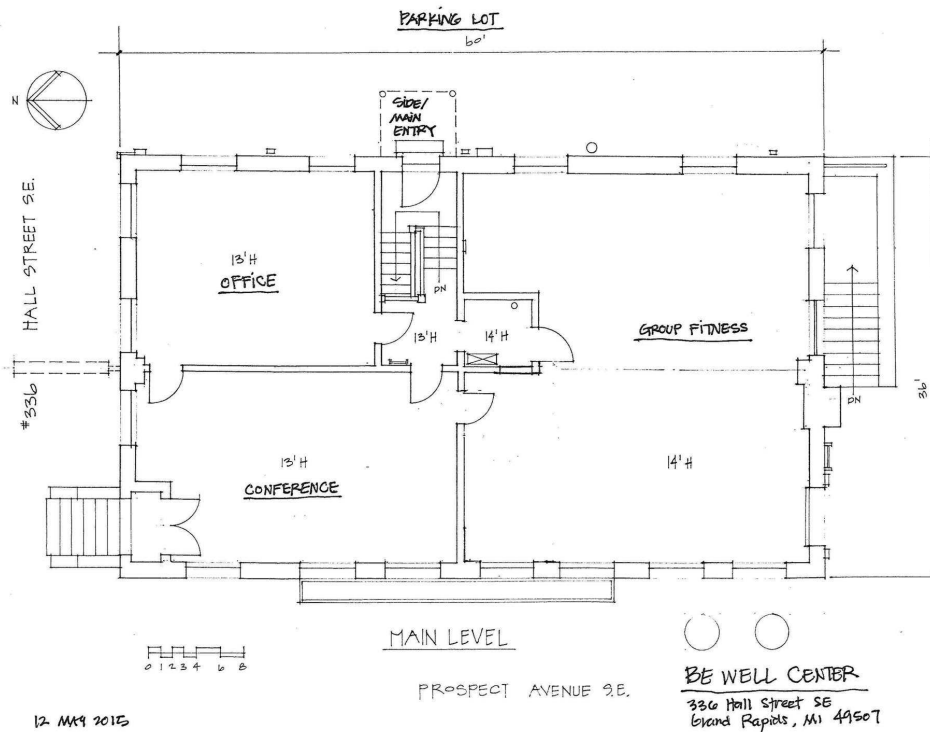 PARKING LOT
60'
N
SIDE/
MAIN
ENTRY
HALL STREET S.E.
#336
13'H
OFFICE
DN
13'H
14'H
GROUP FITNESS
DN
36'
13'H
CONFERENCE
14'H
MAIN LEVEL
0 1 2 3 4 6 8
PROSPECT AVENUE S.E.
BE WELL CENTER
336 Hall Street SE
Grand Rapids, MI 49507
12 MAY 2015